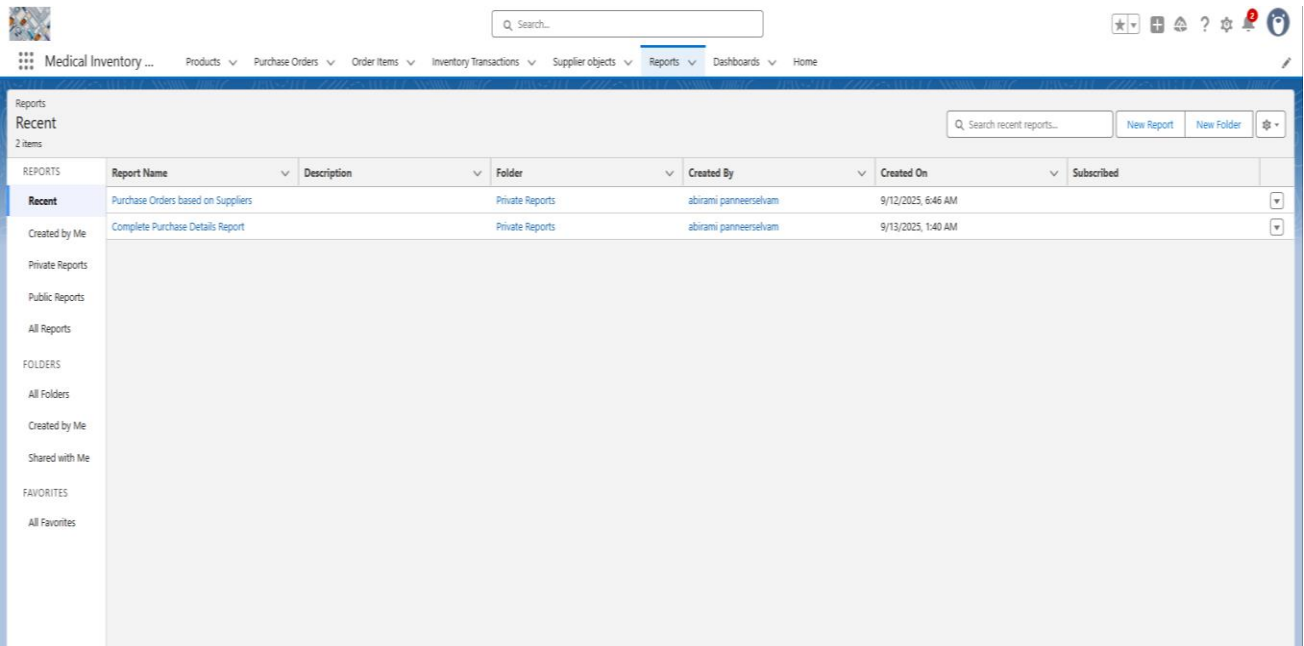 Search...
2
Medical Inventory ... Products Purchase Orders Order Items Inventory Transactions Supplier objects Reports Dashboards Home
Reports
Recent
2 items
Search recent reports...
New Report New Folder
REPORTS Report Name Description Folder Created By Created On Subscribed
Recent Purchase Orders based on Suppliers Private Reports abirami panneerselvam 9/12/2025, 6:46 AM
Complete Purchase Details Report Private Reports abirami panneerselvam 9/13/2025, 1:40 AM
Created by Me
Private Reports
Public Reports
All Reports
FOLDERS
All Folders
Created by Me
Shared with Me
FAVORITES
All Favorites